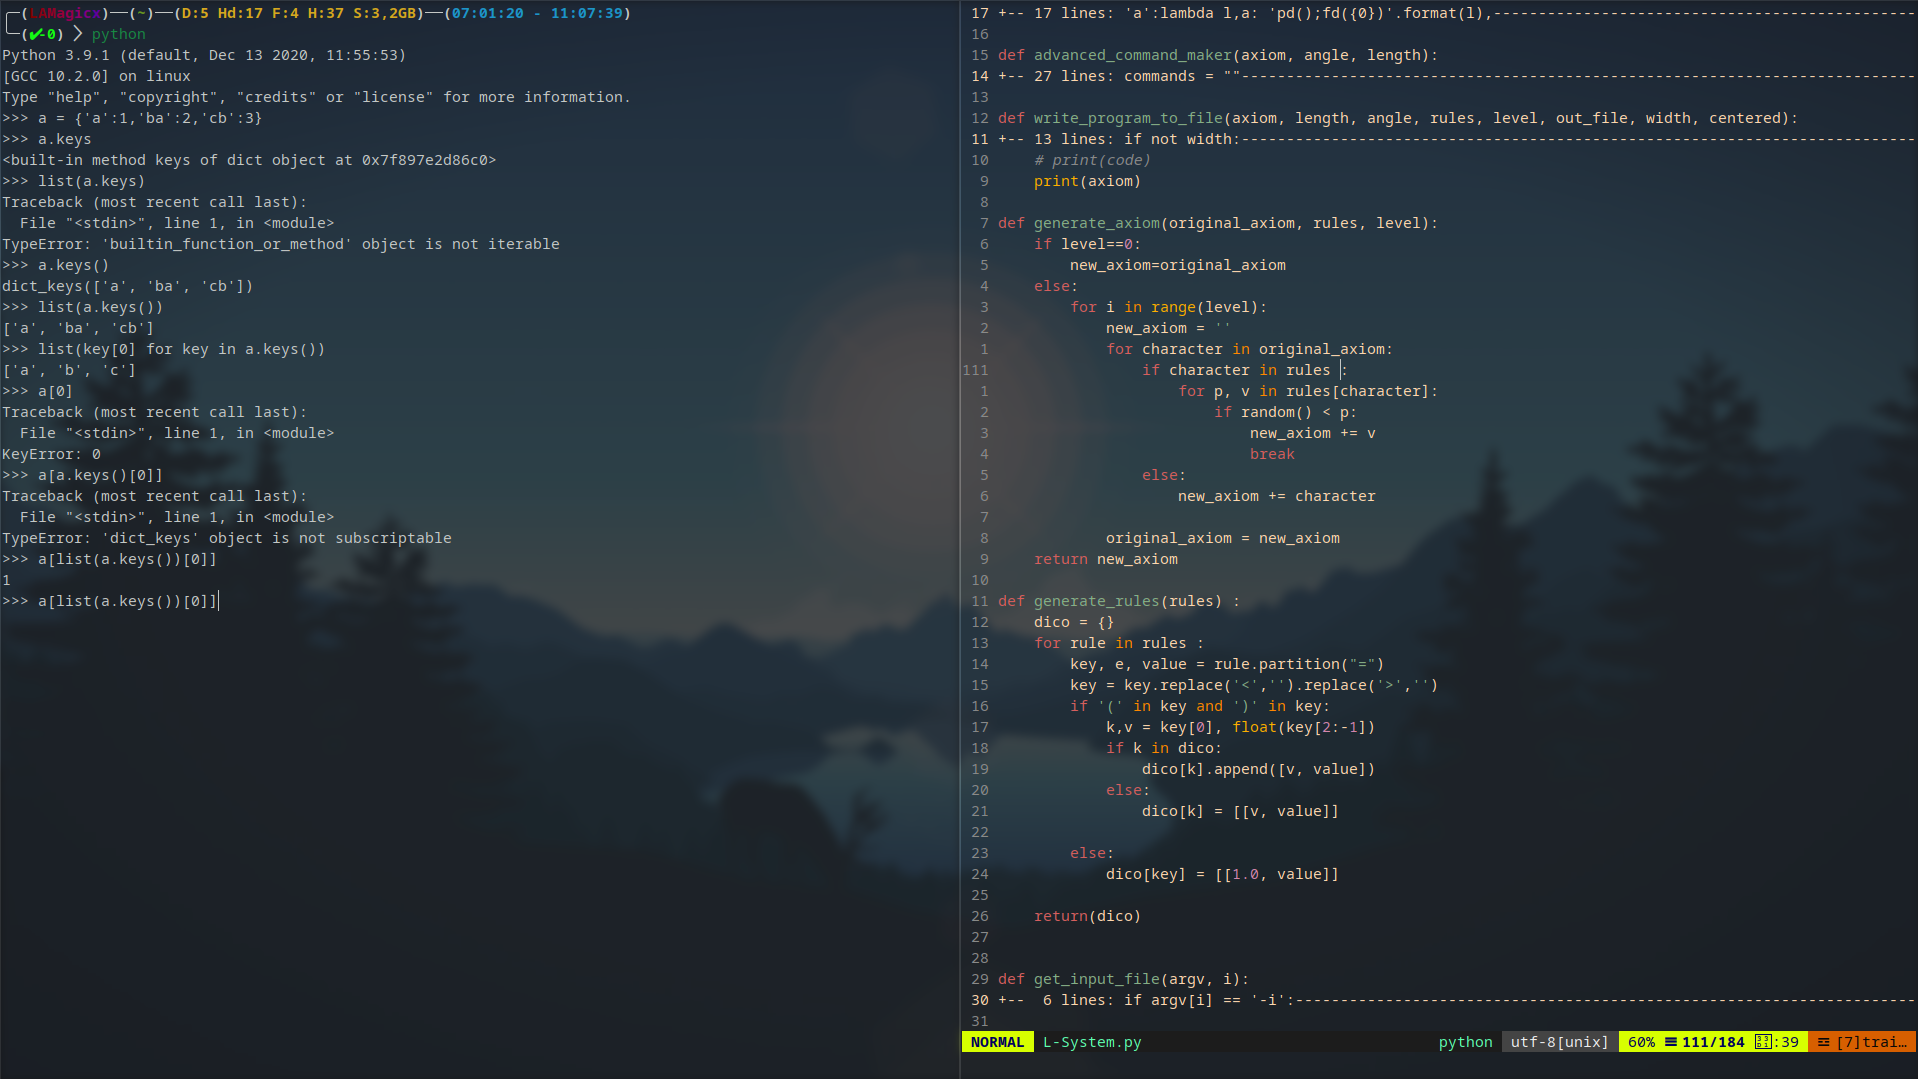 ╭─(LAMagicx)──(~)──(D:5 Hd:17 F:4 H:37 S:3,2GB)──(07:01:20 - 11:07:39)
╰─(✔-0) ❯ python
Python 3.9.1 (default, Dec 13 2020, 11:55:53)
[GCC 10.2.0] on linux
Type "help", "copyright", "credits" or "license" for more information.
>>> a = {'a':1,'ba':2,'cb':3}
>>> a.keys
<built-in method keys of dict object at 0x7f897e2d86c0>
>>> list(a.keys)
Traceback (most recent call last):
  File "<stdin>", line 1, in <module>
TypeError: 'builtin_function_or_method' object is not iterable
>>> a.keys()
dict_keys(['a', 'ba', 'cb'])
>>> list(a.keys())
['a', 'ba', 'cb']
>>> list(key[0] for key in a.keys())
['a', 'b', 'c']
>>> a[0]
Traceback (most recent call last):
  File "<stdin>", line 1, in <module>
KeyError: 0
>>> a[a.keys()[0]]
Traceback (most recent call last):
  File "<stdin>", line 1, in <module>
TypeError: 'dict_keys' object is not subscriptable
>>> a[list(a.keys())[0]]
1
>>> a[list(a.keys())[0]]
17 +-- 17 lines: 'a':lambda l,a: 'pd();fd({0})'.format(l),-----------------------------------------------
16
15 def advanced_command_maker(axiom, angle, length):
14 +-- 27 lines: commands = ""---------------------------------------------------------------------------
13
12 def write_program_to_file(axiom, length, angle, rules, level, out_file, width, centered):
11 +-- 13 lines: if not width:---------------------------------------------------------------------------
10     # print(code)
 9     print(axiom)
 8
 7 def generate_axiom(original_axiom, rules, level):
 6     if level==0:
 5         new_axiom=original_axiom
 4     else:
 3         for i in range(level):
 2             new_axiom = ''
 1             for character in original_axiom:
111                 if character in rules :
 1                     for p, v in rules[character]:
 2                         if random() < p:
 3                             new_axiom += v
 4                             break
 5                 else:
 6                     new_axiom += character
 7
 8             original_axiom = new_axiom
 9     return new_axiom
10
11 def generate_rules(rules) :
12     dico = {}
13     for rule in rules :
14         key, e, value = rule.partition("=")
15         key = key.replace('<','').replace('>','')
16         if '(' in key and ')' in key:
17             k,v = key[0], float(key[2:-1])
18             if k in dico:
19                 dico[k].append([v, value])
20             else:
21                 dico[k] = [[v, value]]
22
23         else:
24             dico[key] = [[1.0, value]]
25
26     return(dico)
27
28
29 def get_input_file(argv, i):
30 +--  6 lines: if argv[i] == '-i':---------------------------------------------------------------------
31
NORMAL  L-System.py  python  utf-8[unix]  60% ☰ 111/184 :39  ☲ [7]trai…